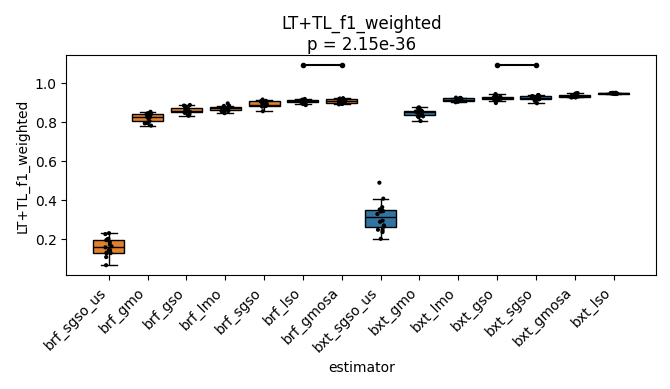 LT+TL_f1_weighted
p = 2.15e-36
LT+TL_f1_weighted
1.0
0.8
0.6
0.4
0.2
brf_sgso_us
brf_gmo
brf_gso
brf_lmo
brf_sgso
brf_lso
brf_gmosa
bxt_sgso_us
bxt_gmo
bxt_lmo
bxt_gso
bxt_sgso
bxt_gmosa
bxt_lso
estimator